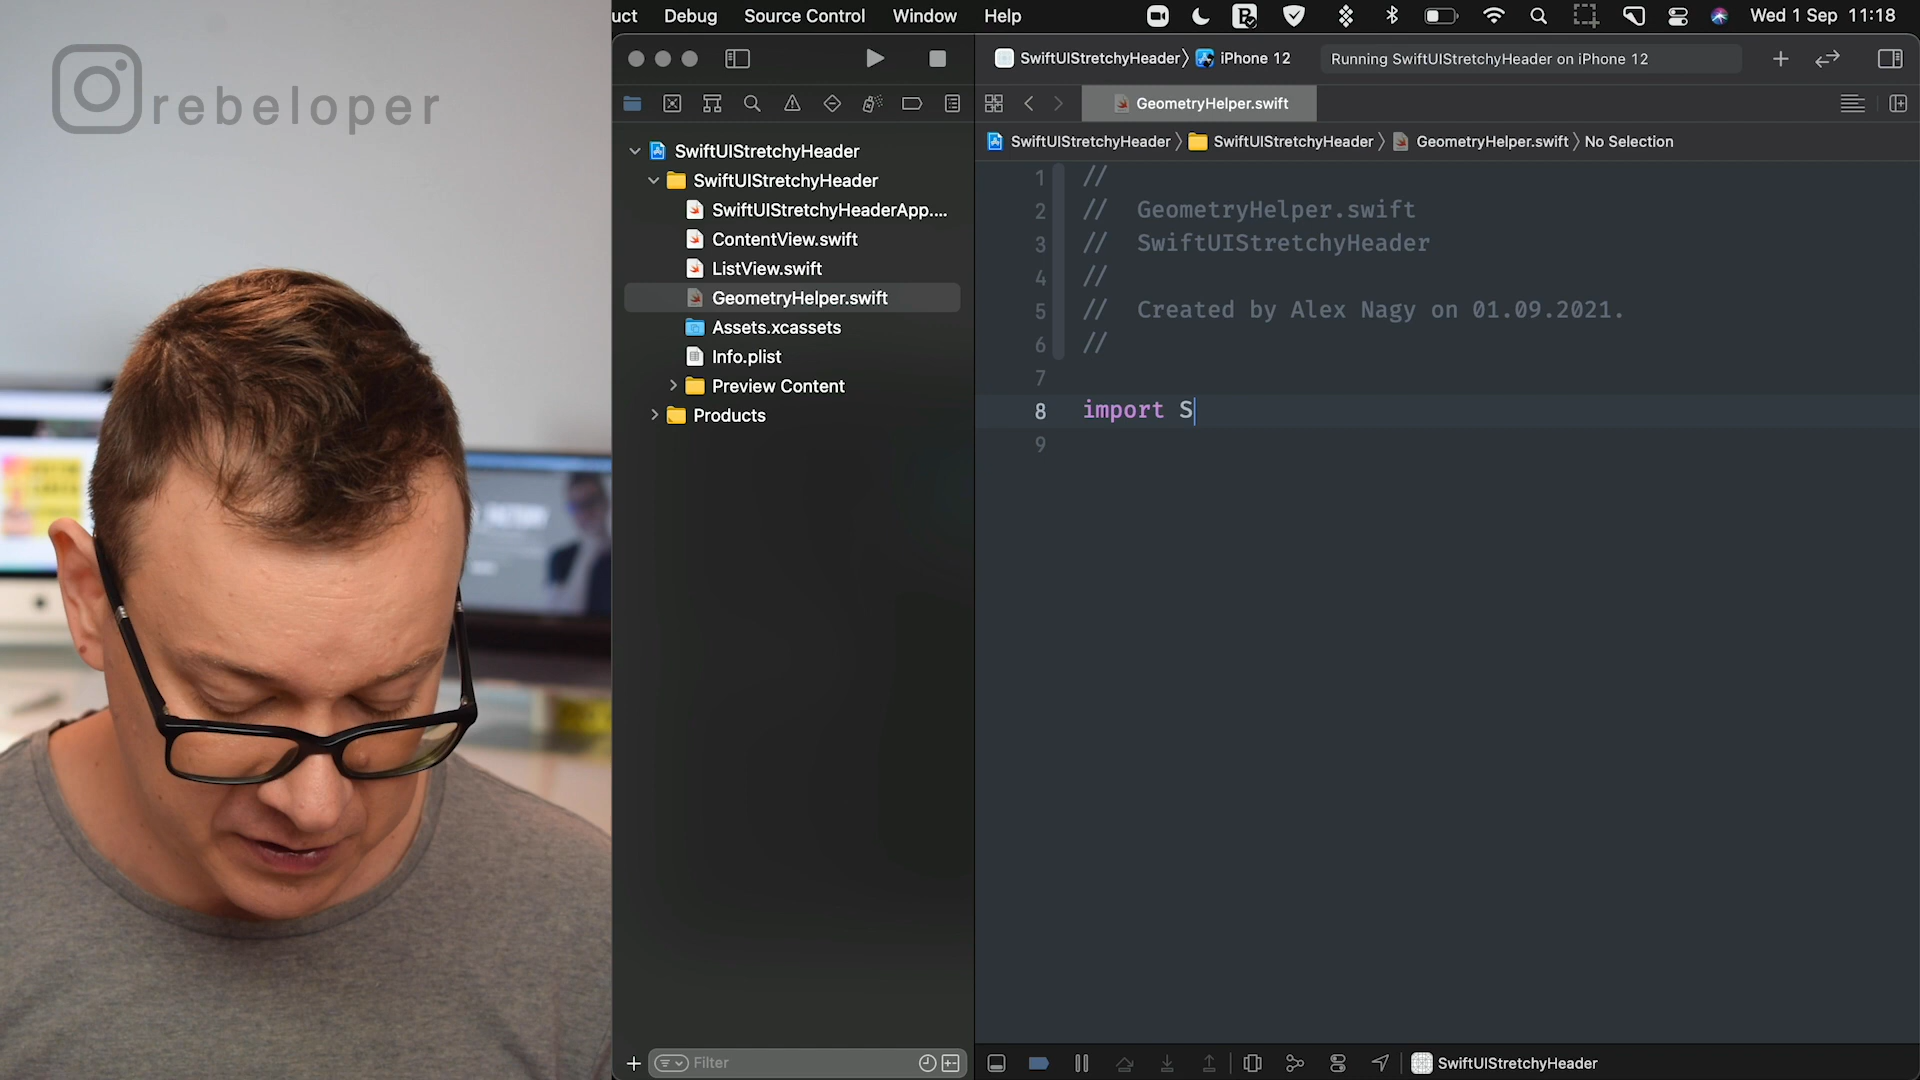 rebeloper
uct Debug Source Control Window Help Wed 1 Sep 11:18
SwiftUIStretchyHeader iPhone 12 Running SwiftUIStretchyHeader on iPhone 12
GeometryHelper.swift
SwiftUIStretchyHeader SwiftUIStretchyHeader GeometryHelper.swift No Selection
SwiftUIStretchyHeader
SwiftUIStretchyHeader
SwiftUIStretchyHeaderApp....
ContentView.swift
ListView.swift
GeometryHelper.swift
Assets.xcassets
Info.plist
Preview Content
Products
1 //
2 // GeometryHelper.swift
3 // SwiftUIStretchyHeader
4 //
5 // Created by Alex Nagy on 01.09.2021.
6 //
7
8 import S
9
Filter
SwiftUIStretchyHeader